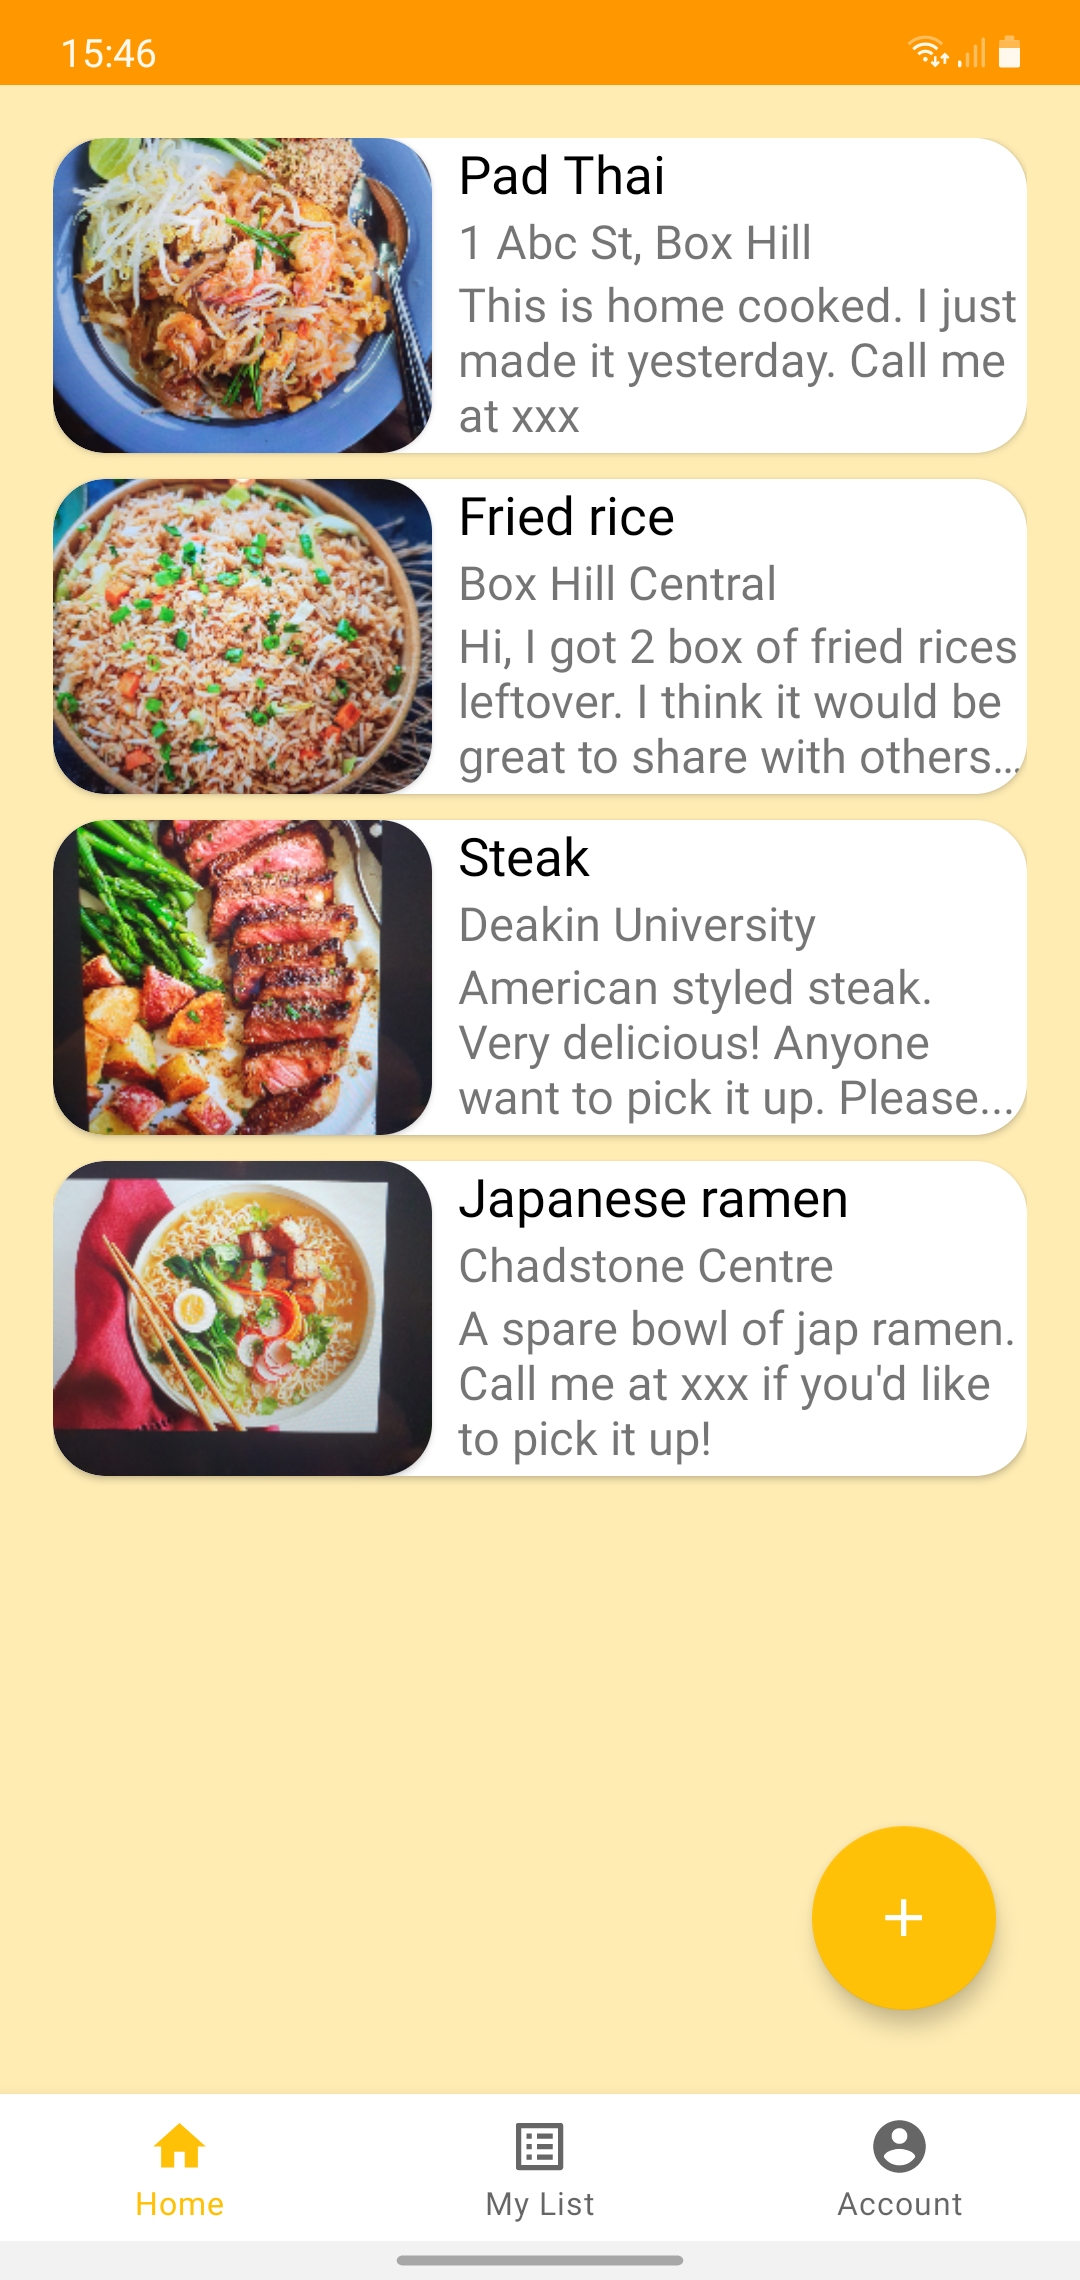 15:46
Pad Thai
1 Abc St, Box Hill
This is home cooked. I just
made it yesterday. Call me
at xxx
Fried rice
Box Hill Central
Hi, I got 2 box of fried rices
leftover. I think it would be
great to share with others...
Steak
Deakin University
American styled steak.
Very delicious! Anyone
want to pick it up. Please...
Japanese ramen
Chadstone Centre
A spare bowl of jap ramen.
Call me at xxx if you'd like
to pick it up!
+
Home
My List
Account